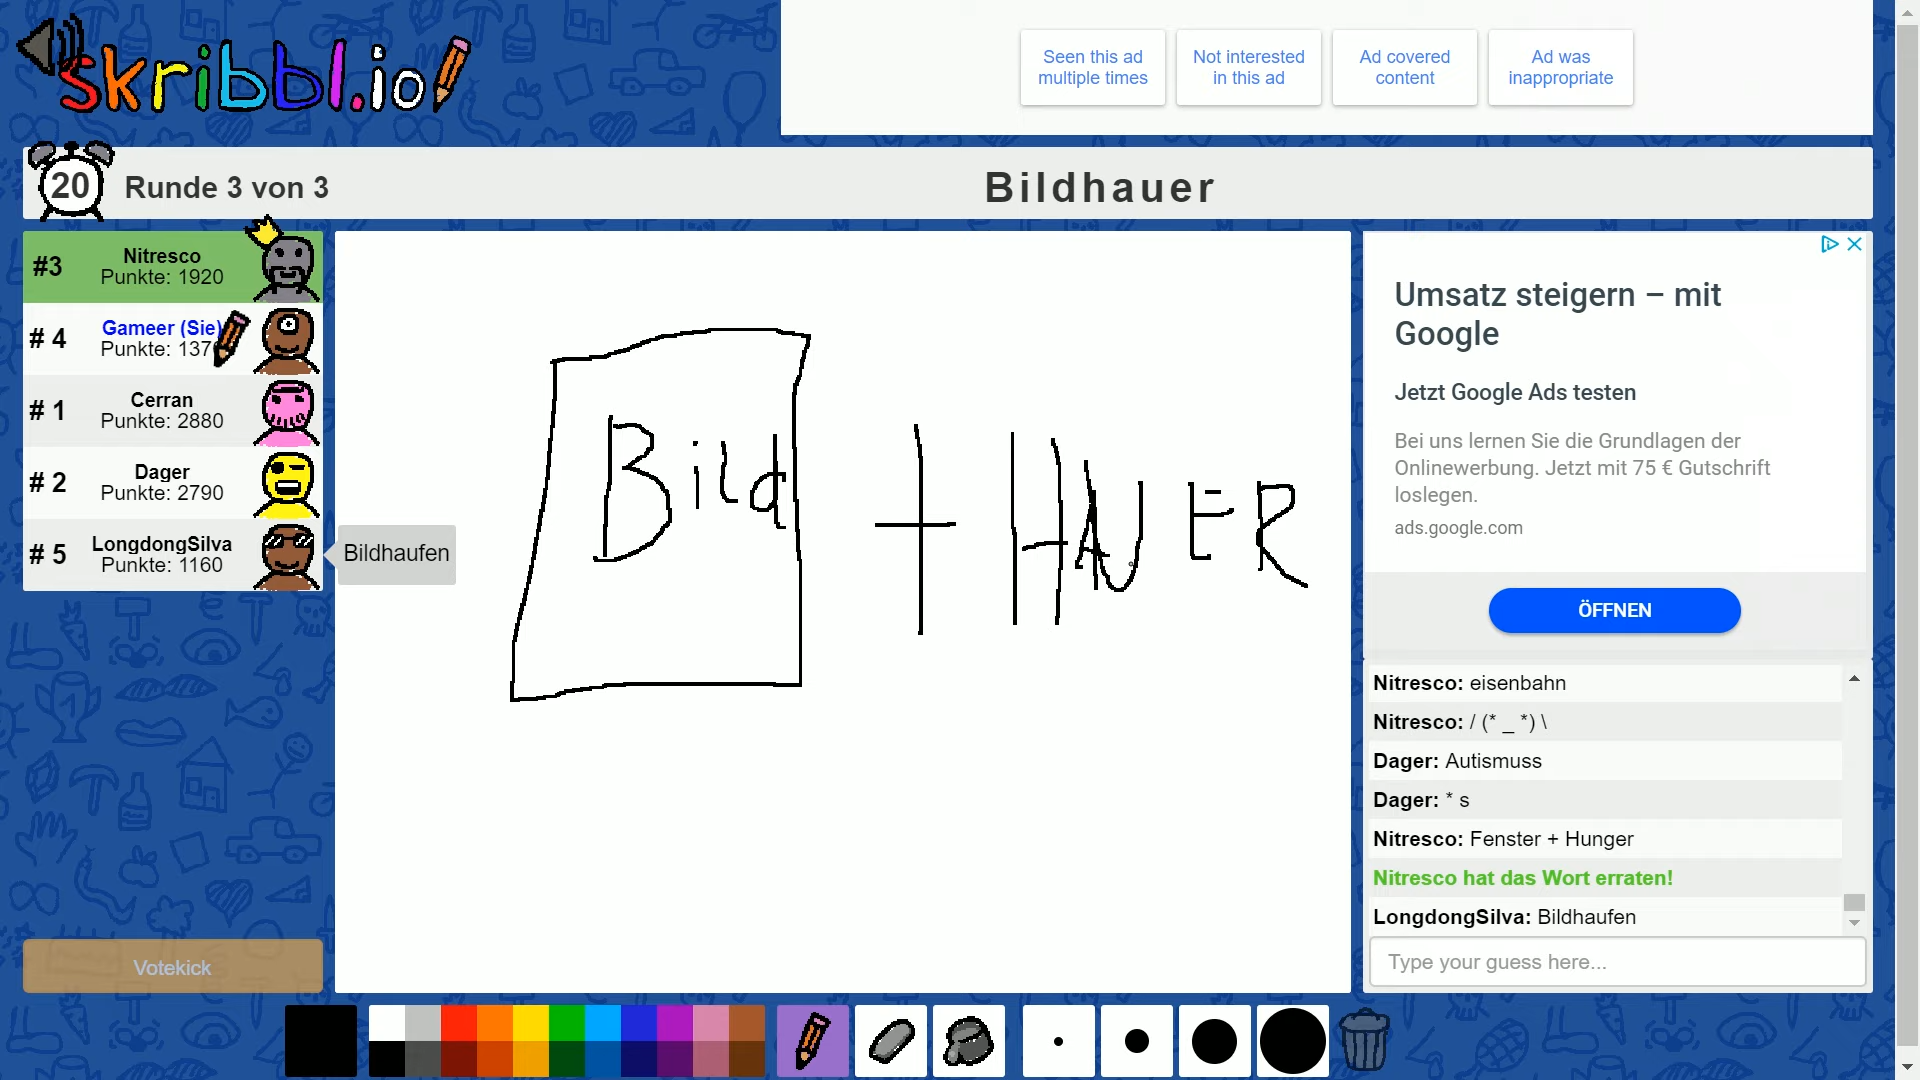 skribbl.io
Seen this ad multiple times
Not interested in this ad
Ad covered content
Ad was inappropriate
20
Runde 3 von 3
Bildhauer
#3
Nitresco
Punkte: 1920
# 4
Gameer (Sie)
Punkte: 1370
# 1
Cerran
Punkte: 2880
# 2
Dager
Punkte: 2790
# 5
LongdongSilva
Punkte: 1160
Bildhaufen
Votekick
Bild + HAUER
Umsatz steigern – mit
Google
Jetzt Google Ads testen
Bei uns lernen Sie die Grundlagen der
Onlinewerbung. Jetzt mit 75 € Gutschrift
loslegen.
ads.google.com
ÖFFNEN
Nitresco: eisenbahn
Nitresco: / (* _ *) \
Dager: Autismuss
Dager: * s
Nitresco: Fenster + Hunger
Nitresco hat das Wort erraten!
LongdongSilva: Bildhaufen
Type your guess here...